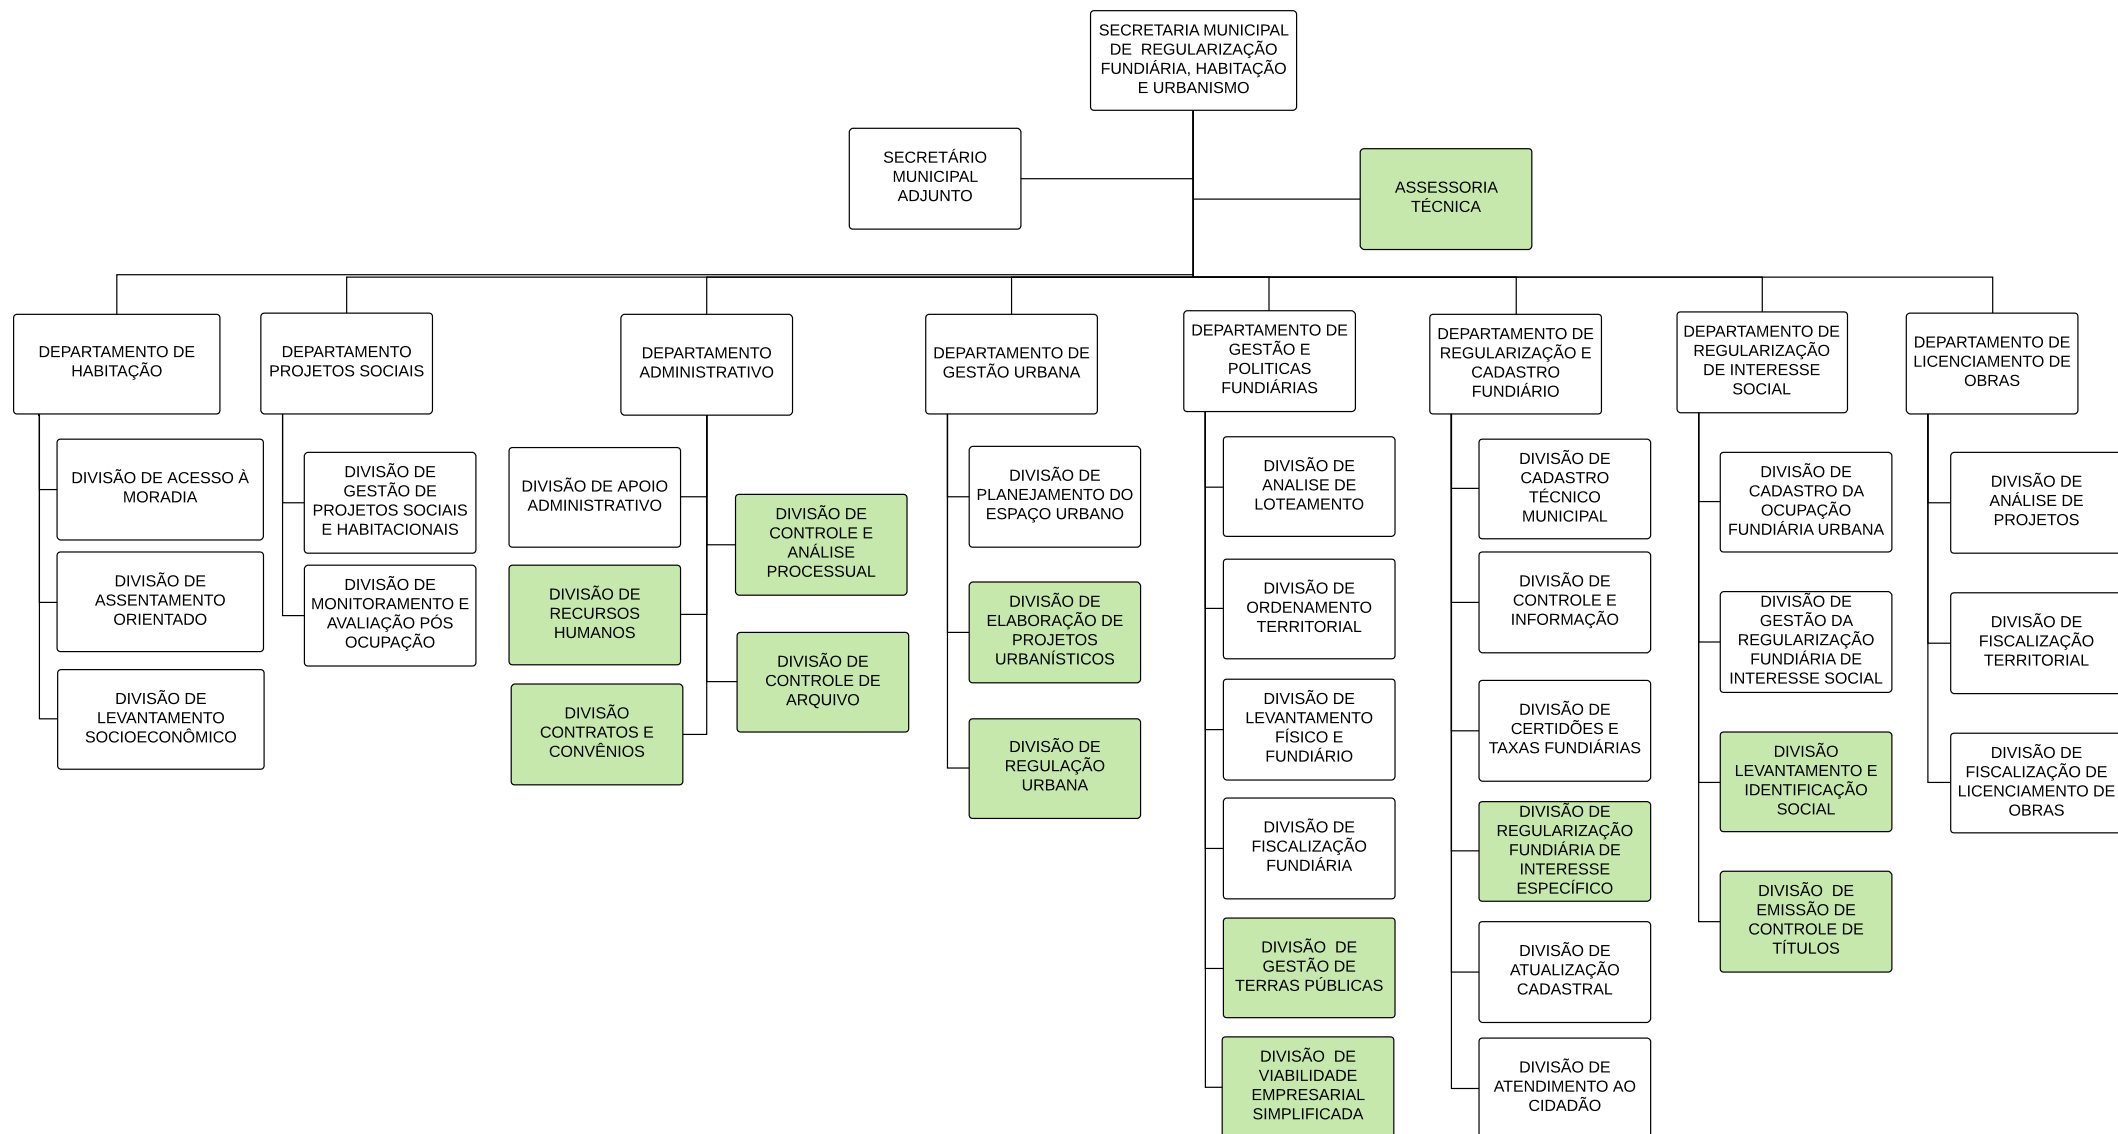 SECRETARIA MUNICIPAL
DE REGULARIZAÇÃO
FUNDIÁRIA, HABITAÇÃO
E URBANISMO
SECRETÁRIO
MUNICIPAL
ADJUNTO
ASSESSORIA
TÉCNICA
DEPARTAMENTO DE
HABITAÇÃO
DIVISÃO DE ACESSO À
MORADIA
DIVISÃO DE
ASSENTAMENTO
ORIENTADO
DIVISÃO DE
LEVANTAMENTO
SOCIOECONÔMICO
DEPARTAMENTO
PROJETOS SOCIAIS
DIVISÃO DE
GESTÃO DE
PROJETOS SOCIAIS
E HABITACIONAIS
DIVISÃO DE
MONITORAMENTO E
AVALIAÇÃO PÓS
OCUPAÇÃO
DEPARTAMENTO
ADMINISTRATIVO
DIVISÃO DE APOIO
ADMINISTRATIVO
DIVISÃO DE
RECURSOS
HUMANOS
DIVISÃO
CONTRATOS E
CONVÊNIOS
DIVISÃO DE
CONTROLE E
ANÁLISE
PROCESSUAL
DIVISÃO DE
CONTROLE DE
ARQUIVO
DEPARTAMENTO DE
GESTÃO URBANA
DIVISÃO DE
PLANEJAMENTO DO
ESPAÇO URBANO
DIVISÃO DE
ELABORAÇÃO DE
PROJETOS
URBANÍSTICOS
DIVISÃO DE
REGULAÇÃO
URBANA
DEPARTAMENTO DE
GESTÃO E
POLITICAS
FUNDIÁRIAS
DIVISÃO DE
ANALISE DE
LOTEAMENTO
DIVISÃO DE
ORDENAMENTO
TERRITORIAL
DIVISÃO DE
LEVANTAMENTO
FÍSICO E
FUNDIÁRIO
DIVISÃO DE
FISCALIZAÇÃO
FUNDIÁRIA
DIVISÃO DE
GESTÃO DE
TERRAS PÚBLICAS
DIVISÃO DE
VIABILIDADE
EMPRESARIAL
SIMPLIFICADA
DEPARTAMENTO DE
REGULARIZAÇÃO E
CADASTRO
FUNDIÁRIO
DIVISÃO DE
CADASTRO
TÉCNICO
MUNICIPAL
DIVISÃO DE
CONTROLE E
INFORMAÇÃO
DIVISÃO DE
CERTIDÕES E
TAXAS FUNDIÁRIAS
DIVISÃO DE
REGULARIZAÇÃO
FUNDIÁRIA DE
INTERESSE
ESPECÍFICO
DIVISÃO DE
ATUALIZAÇÃO
CADASTRAL
DIVISÃO DE
ATENDIMENTO AO
CIDADÃO
DEPARTAMENTO DE
REGULARIZAÇÃO
DE INTERESSE
SOCIAL
DIVISÃO DE
CADASTRO DA
OCUPAÇÃO
FUNDIÁRIA URBANA
DIVISÃO DE
GESTÃO DA
REGULARIZAÇÃO
FUNDIÁRIA DE
INTERESSE SOCIAL
DIVISÃO
LEVANTAMENTO E
IDENTIFICAÇÃO
SOCIAL
DIVISÃO DE
EMISSÃO DE
CONTROLE DE
TÍTULOS
DEPARTAMENTO DE
LICENCIAMENTO DE
OBRAS
DIVISÃO DE
ANÁLISE DE
PROJETOS
DIVISÃO DE
FISCALIZAÇÃO
TERRITORIAL
DIVISÃO DE
FISCALIZAÇÃO DE
LICENCIAMENTO DE
OBRAS